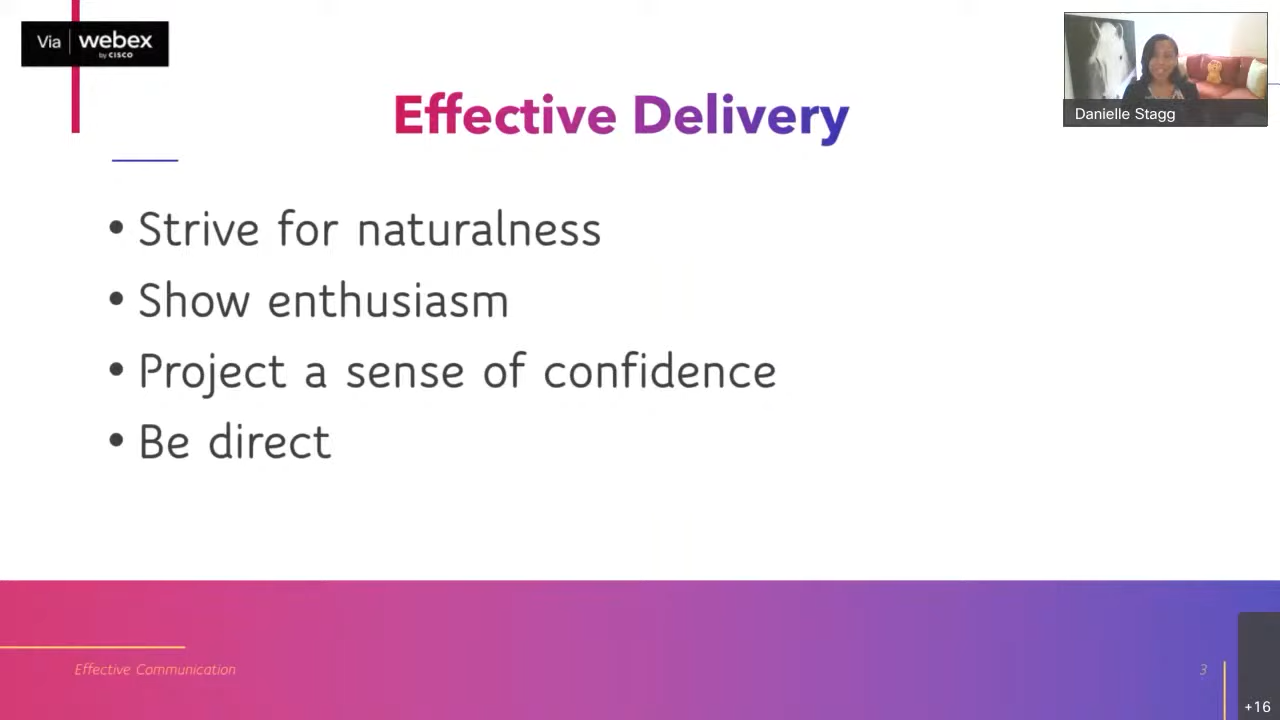 Via webex
by CISCO
Danielle Stagg
Effective Delivery
• Strive for naturalness
• Show enthusiasm
• Project a sense of confidence
• Be direct
Effective Communication
3
+16